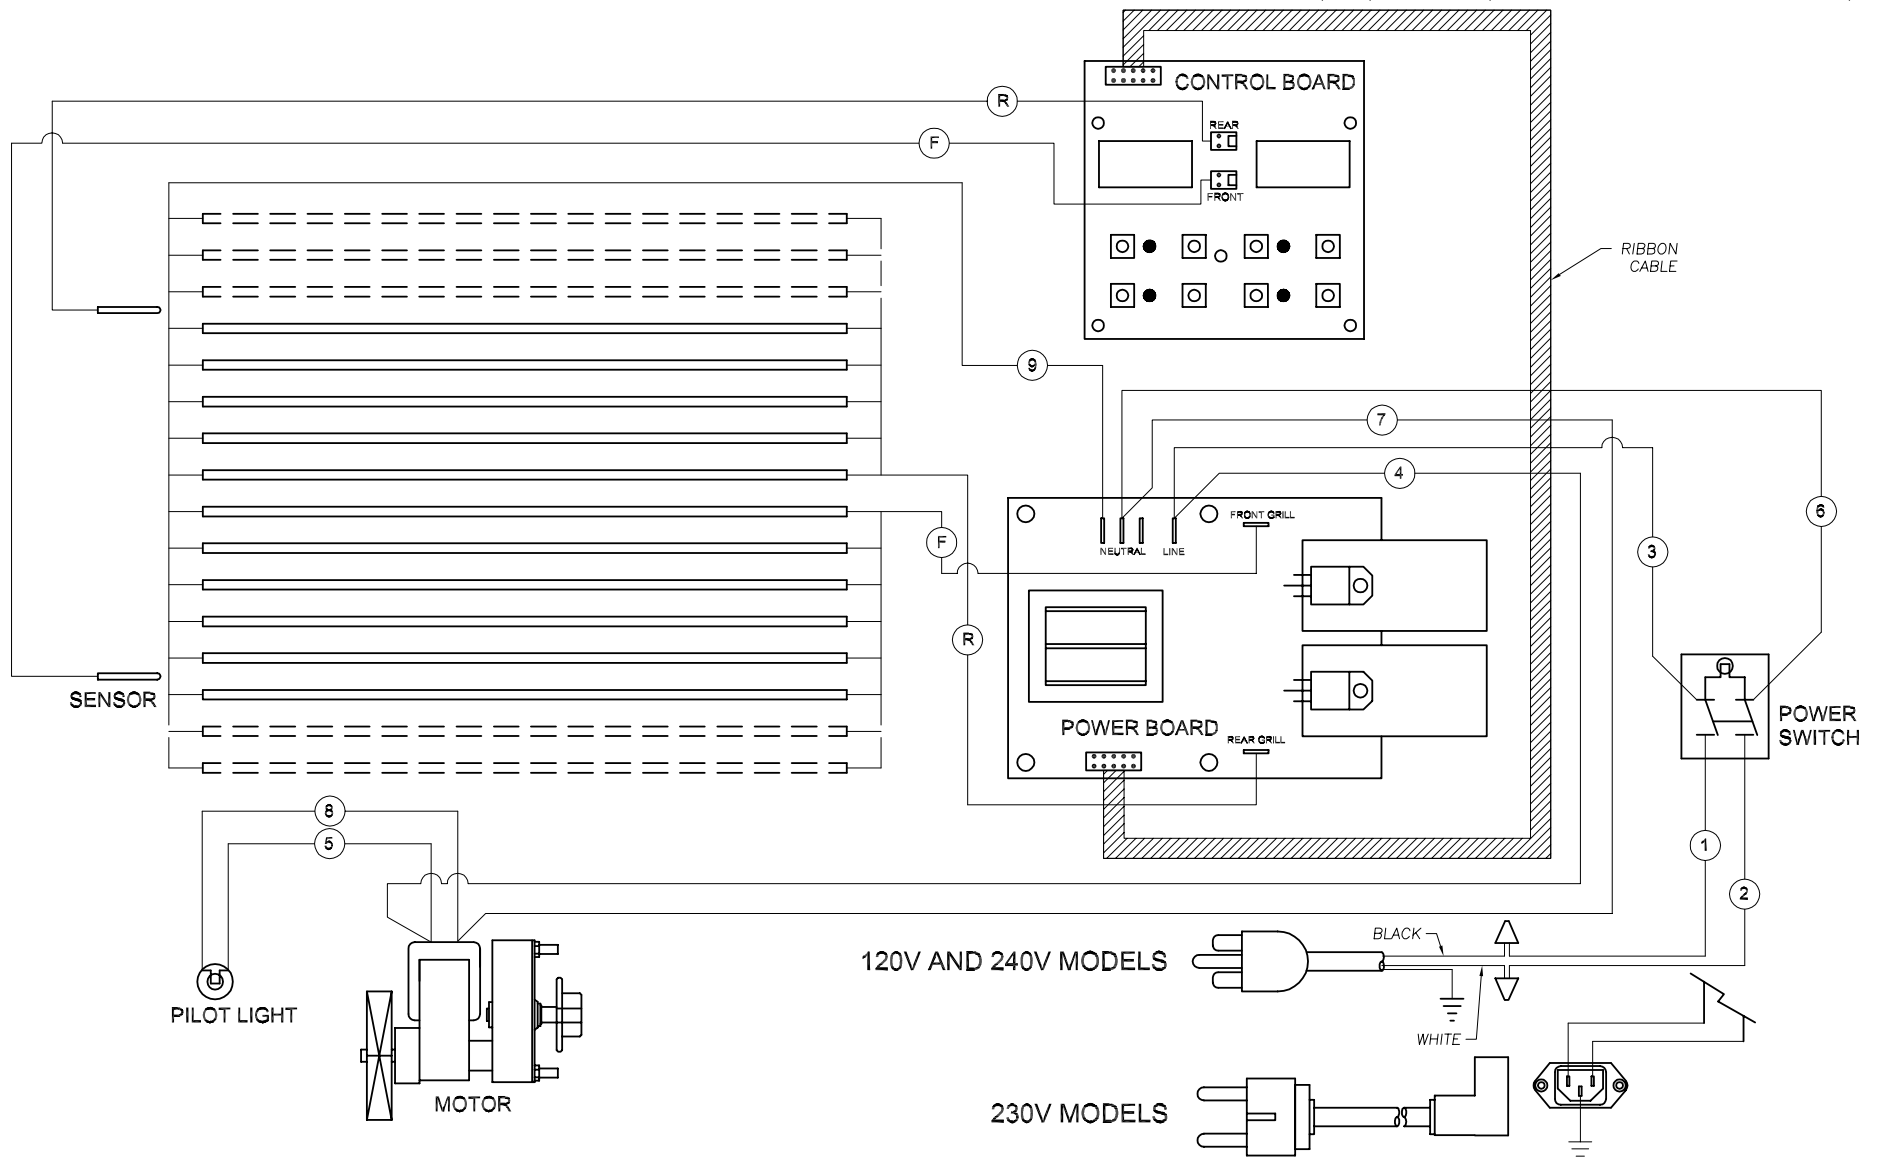 CONTROL BOARD
R
REAR
F
FRONT
RIBBON
CABLE
9
7
4
6
FRONT GRILL
F
NEUTRAL
LINE
3
R
SENSOR
POWER BOARD
REAR GRILL
POWER
SWITCH
8
5
1
2
BLACK
120V AND 240V MODELS
PILOT LIGHT
WHITE
MOTOR
230V MODELS